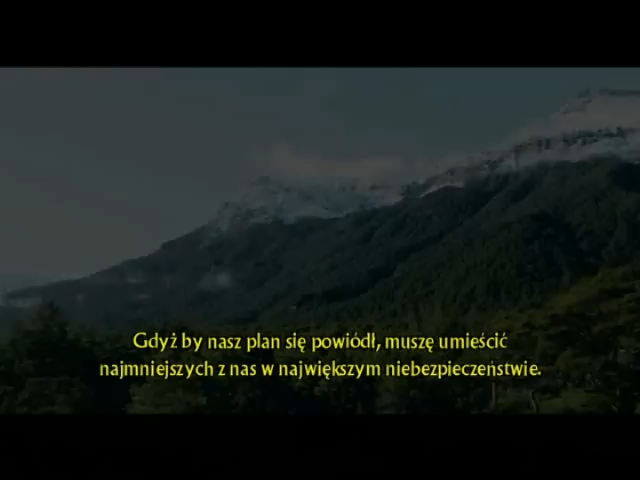 Gdyż by nasz plan się powiódł, muszę umieścić
najmniejszych z nas w największym niebezpieczeństwie.